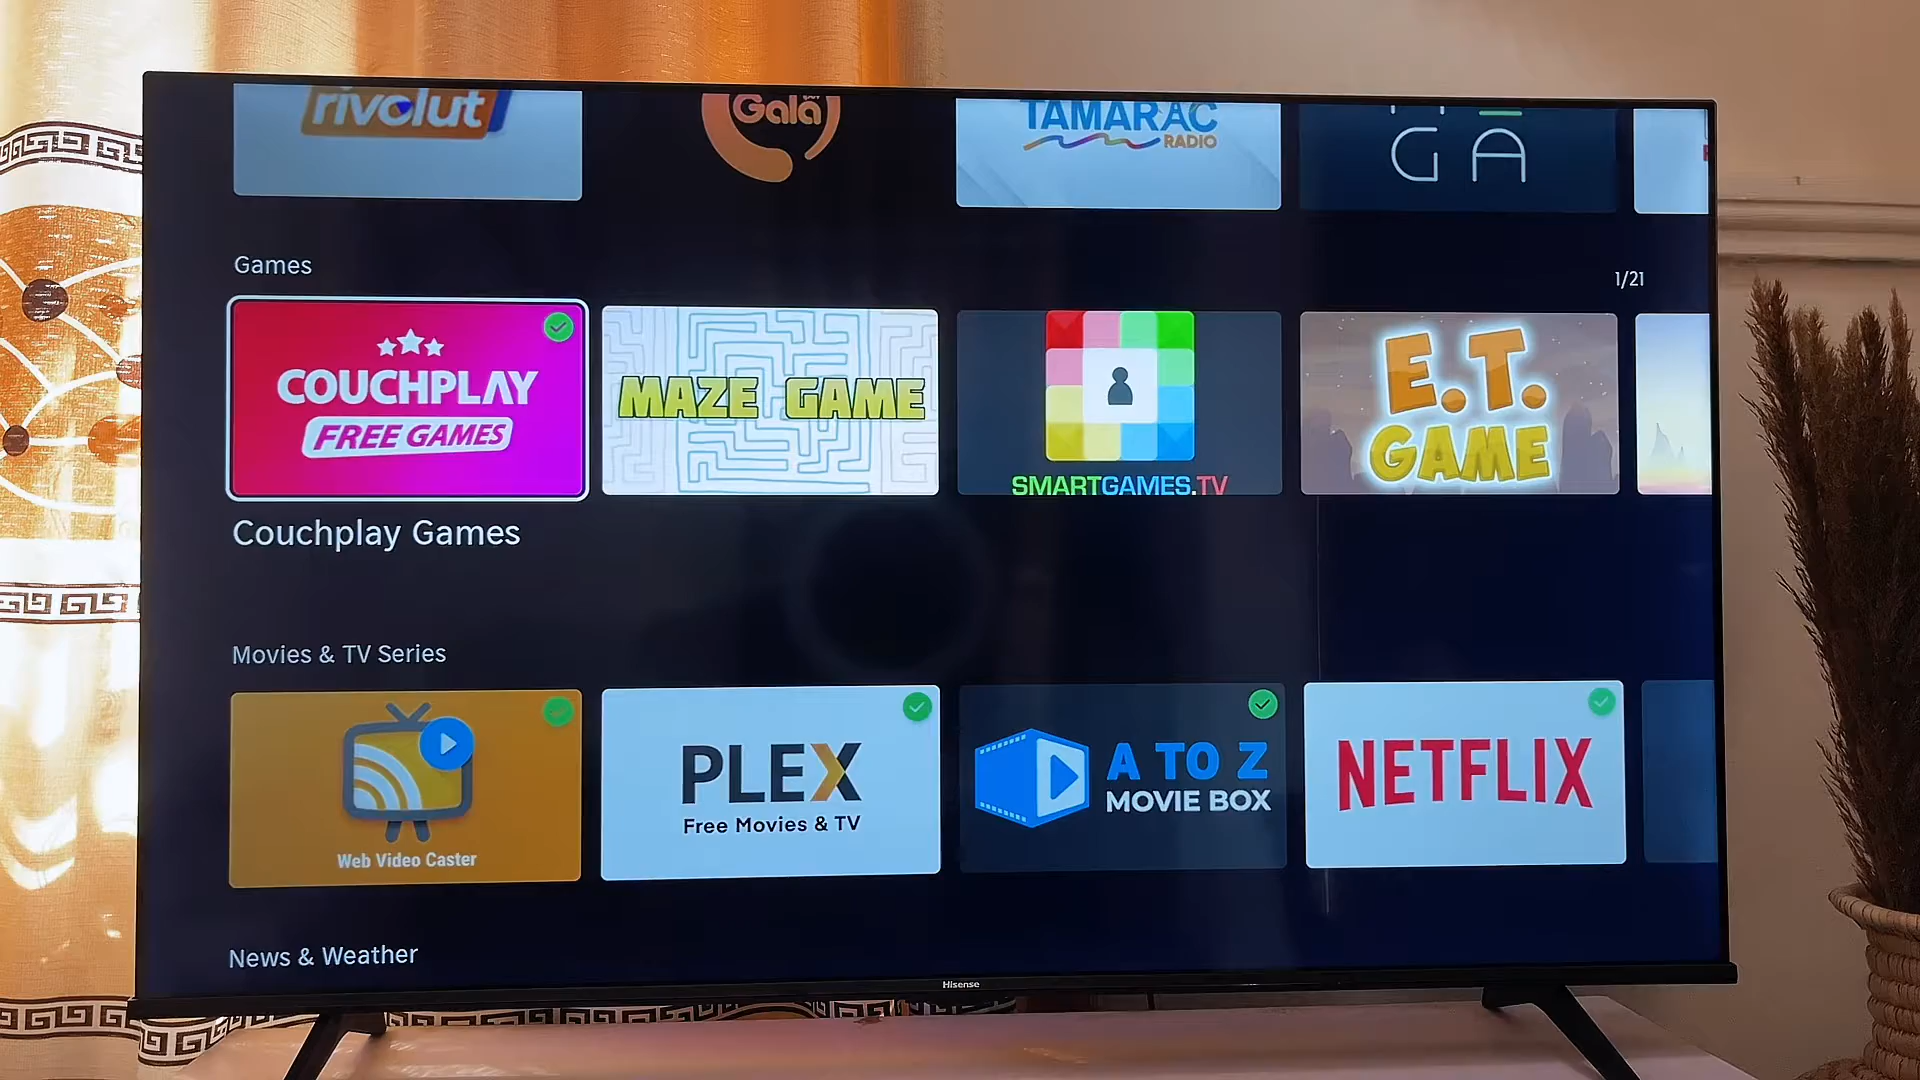 rivolut
Gala
TAMARAC
RADIO
G A
Games
1/21
COUCHPLAY
FREE GAMES
MAZE GAME
SMARTGAMES.TV
E.T.
GAME
Couchplay Games
Movies & TV Series
Web Video Caster
PLEX
Free Movies & TV
A TO Z
MOVIE BOX
NETFLIX
News & Weather
Hisense